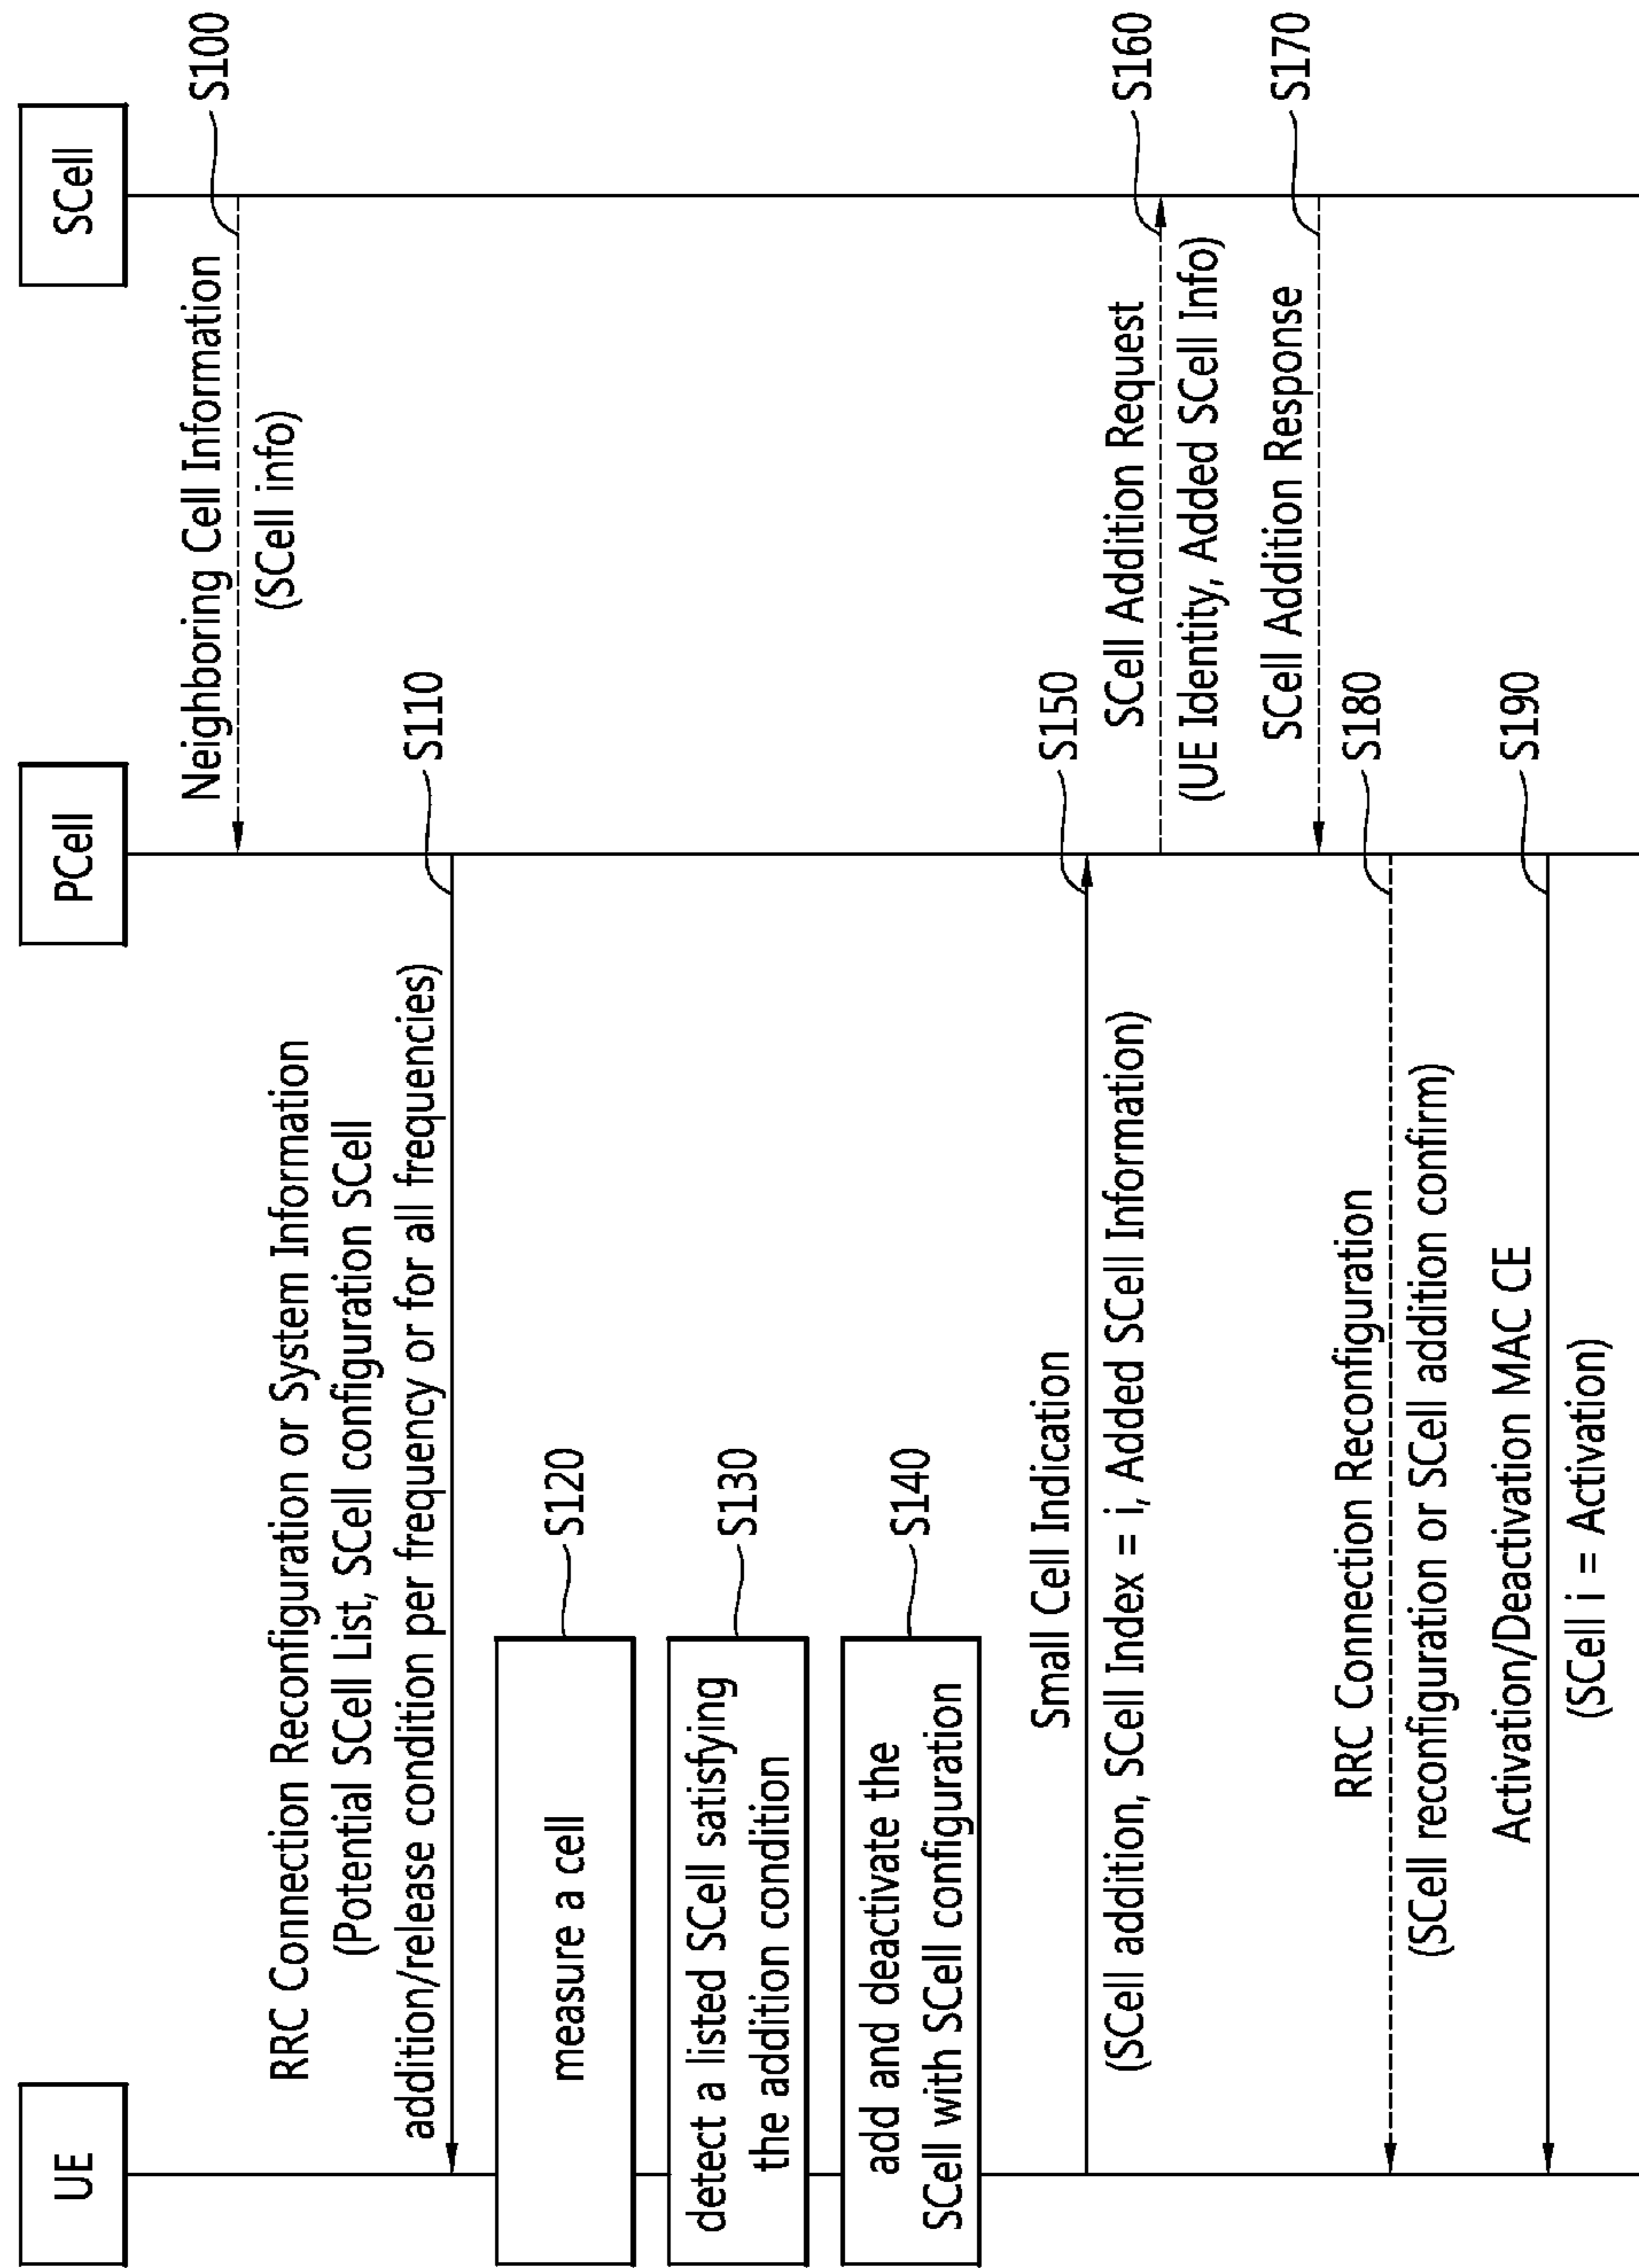 UE
PCell
SCell
Neighboring Cell Information
S100
(SCell info)
RRC Connection Reconfiguration or System Information
(Potential SCell List, SCell configuration SCell
addition/release condition per frequency or for all frequencies)
S110
measure a cell
S120
detect a listed SCell satisfying
the addition condition
S130
add and deactivate the
SCell with SCell configuration
S140
Small Cell Indication
S150
(SCell addition, SCell Index = i, Added SCell Information)
SCell Addition Request
S160
(UE Identity, Added SCell Info)
SCell Addition Response
S170
RRC Connection Reconfiguration
S180
(SCell reconfiguration or SCell addition confirm)
Activation/Deactivation MAC CE
S190
(SCell i = Activation)